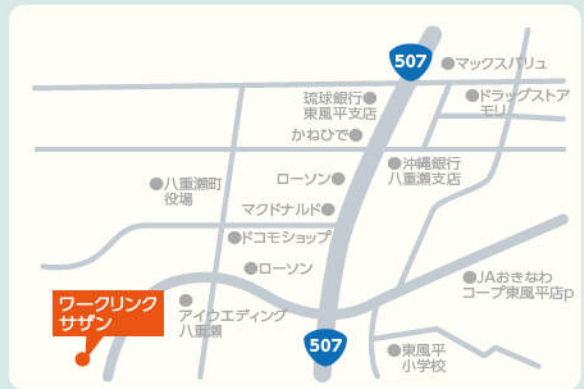 507
マックスバリュ
琉球銀行
東風平支店
ドラッグストア
モリ
かねひで
沖縄銀行
八重瀬支店
八重瀬町
役場
ローソン
マクドナルド
ドコモショップ
ローソン
JAおきなわ
コープ東風平店p
ワークリンク
サザン
アイウエディング
八重瀬
507
東風平
小学校